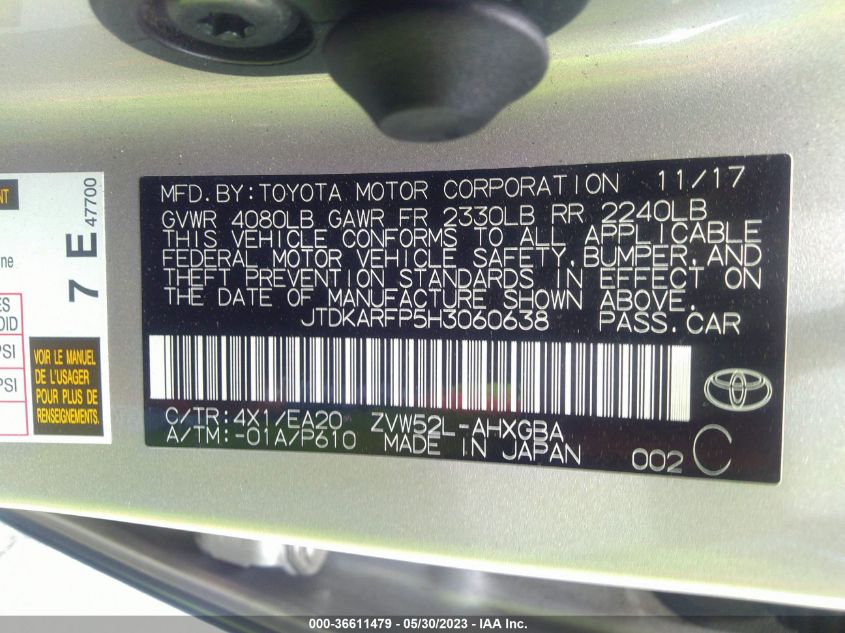 MFD.BY:TOYOTA MOTOR CORPORATION 11/17
GVWR 4080LB GAWR FR 2330LB RR 2240LB
THIS VEHICLE CONFORMS TO ALL APPLICABLE
FEDERAL MOTOR VEHICLE SAFETY,BUMPER,AND
THEFT PREVENTION STANDARDS IN EFFECT ON
THE DATE OF MANUFACTURE SHOWN ABOVE.
JTDKARFP5H3060638 PASS.CAR
C/TR:4X1/EA20 ZVW52L-AHXGBA
A/TM:-01A/P610 MADE IN JAPAN 002 C
7 E
47700
VOIR LE MANUEL
DE L'USAGER
POUR PLUS DE
RENSEIGNEMENTS
000-36611479 - 05/30/2023 - IAA Inc.